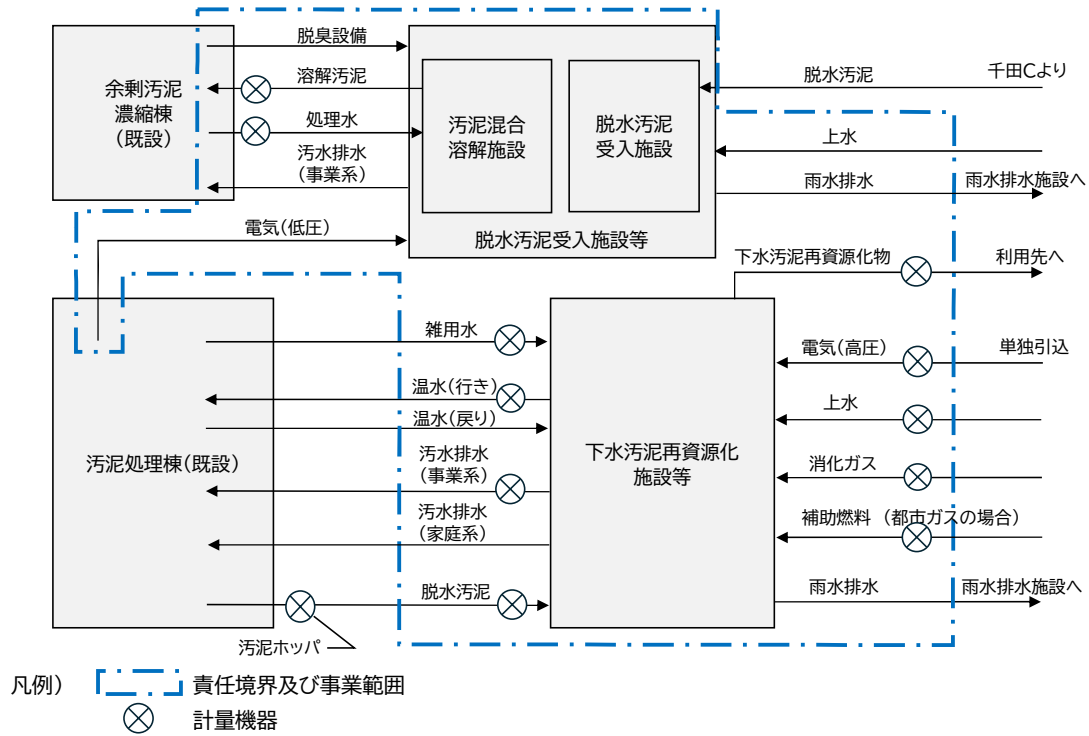 余剰汚泥
濃縮棟
(既設)
脱臭設備
溶解汚泥
処理水
汚水排水
(事業系)
汚泥混合
溶解施設
脱水汚泥
受入施設
脱水汚泥受入施設等
脱水汚泥
千田Cより
上水
雨水排水
雨水排水施設へ
電気(低圧)
下水汚泥再資源化物
利用先へ
汚泥処理棟(既設)
雑用水
温水(行き)
温水(戻り)
汚水排水
(事業系)
汚水排水
(家庭系)
脱水汚泥
汚泥ホッパ
下水汚泥再資源化
施設等
電気(高圧)
単独引込
上水
消化ガス
補助燃料 (都市ガスの場合)
雨水排水
雨水排水施設へ
凡例)
責任境界及び事業範囲
計量機器